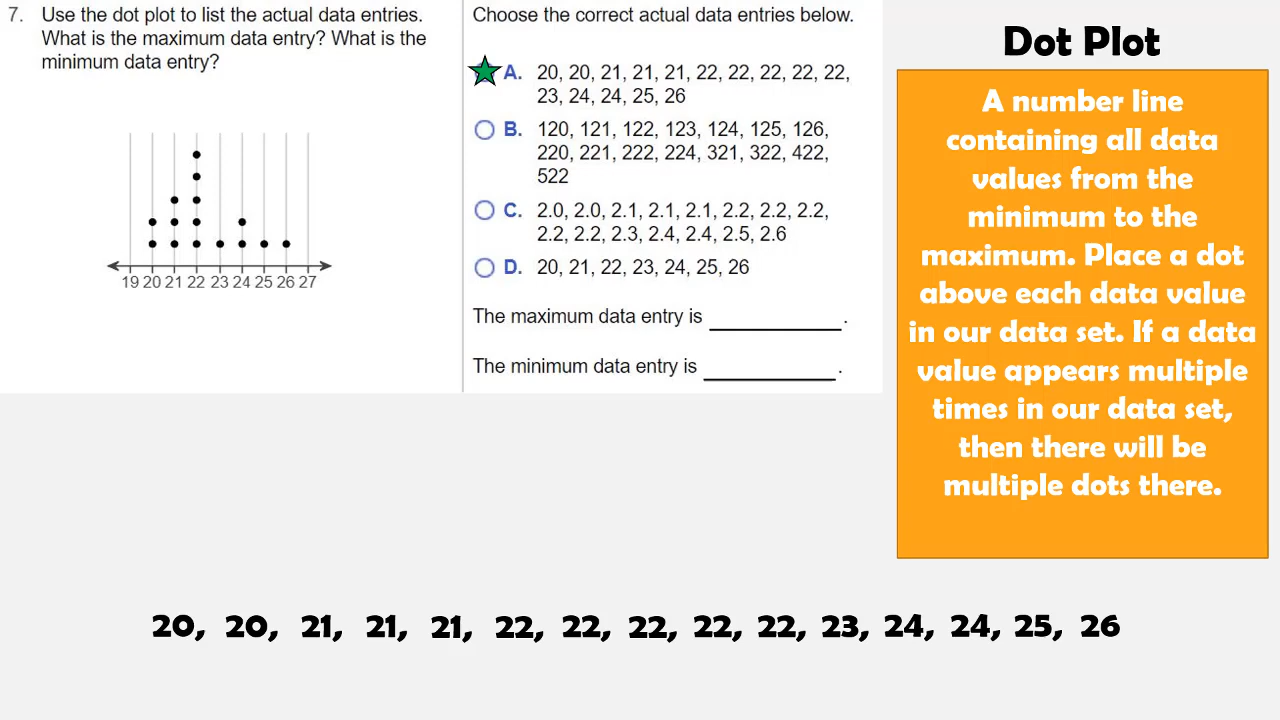 7. Use the dot plot to list the actual data entries.
What is the maximum data entry? What is the
minimum data entry?
19 20 21 22 23 24 25 26 27
Choose the correct actual data entries below.
A. 20, 20, 21, 21, 21, 22, 22, 22, 22, 22,
23, 24, 24, 25, 26
B. 120, 121, 122, 123, 124, 125, 126,
220, 221, 222, 224, 321, 322, 422,
522
C. 2.0, 2.0, 2.1, 2.1, 2.1, 2.2, 2.2, 2.2,
2.2, 2.2, 2.3, 2.4, 2.4, 2.5, 2.6
D. 20, 21, 22, 23, 24, 25, 26
The maximum data entry is ____________.
The minimum data entry is ____________.
Dot Plot
A number line
containing all data
values from the
minimum to the
maximum. Place a dot
above each data value
in our data set. If a data
value appears multiple
times in our data set,
then there will be
multiple dots there.
20, 20, 21, 21, 21, 22, 22, 22, 22, 22, 23, 24, 24, 25, 26